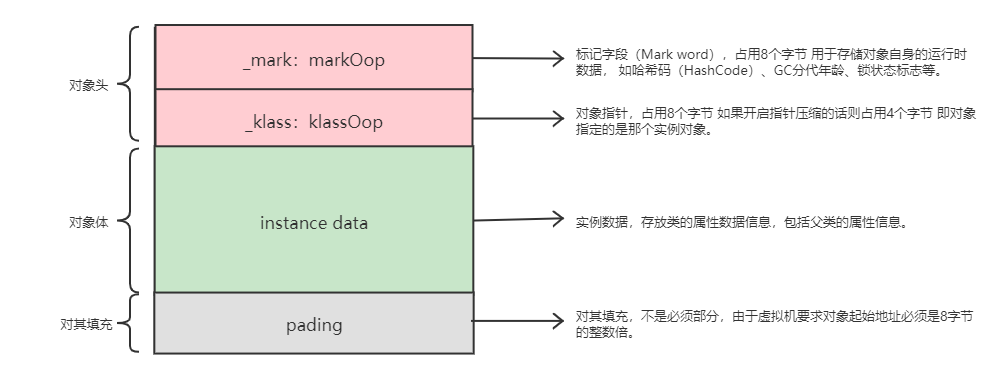 对象头
_mark：markOop
标记字段（Mark word），占用8个字节 用于存储对象自身的运行时
数据， 如哈希码（HashCode）、GC分代年龄、锁状态标志等。
_klass：klassOop
对象指针，占用8个字节 如果开启指针压缩的话则占用4个字节 即对象
指定的是那个实例对象。
对象体
instance data
实例数据，存放类的属性数据信息，包括父类的属性信息。
对其填充
pading
对其填充，不是必须部分，由于虚拟机要求对象起始地址必须是8字节
的整数倍。